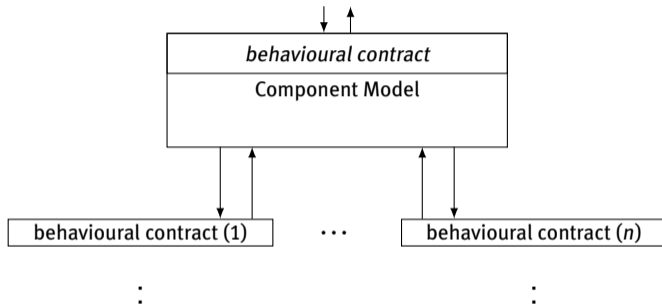 behavioural contract
Component Model
behavioural contract (1)
...
behavioural contract (n)
:
: